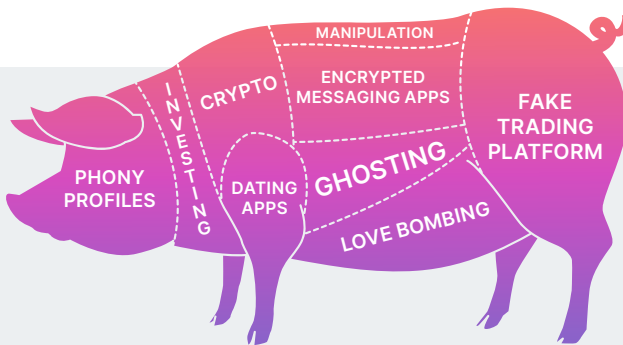 MANIPULATION
INVESTING
CRYPTO
ENCRYPTED
MESSAGING APPS
FAKE
TRADING
PLATFORM
PHONY
PROFILES
DATING
APPS
GHOSTING
LOVE BOMBING